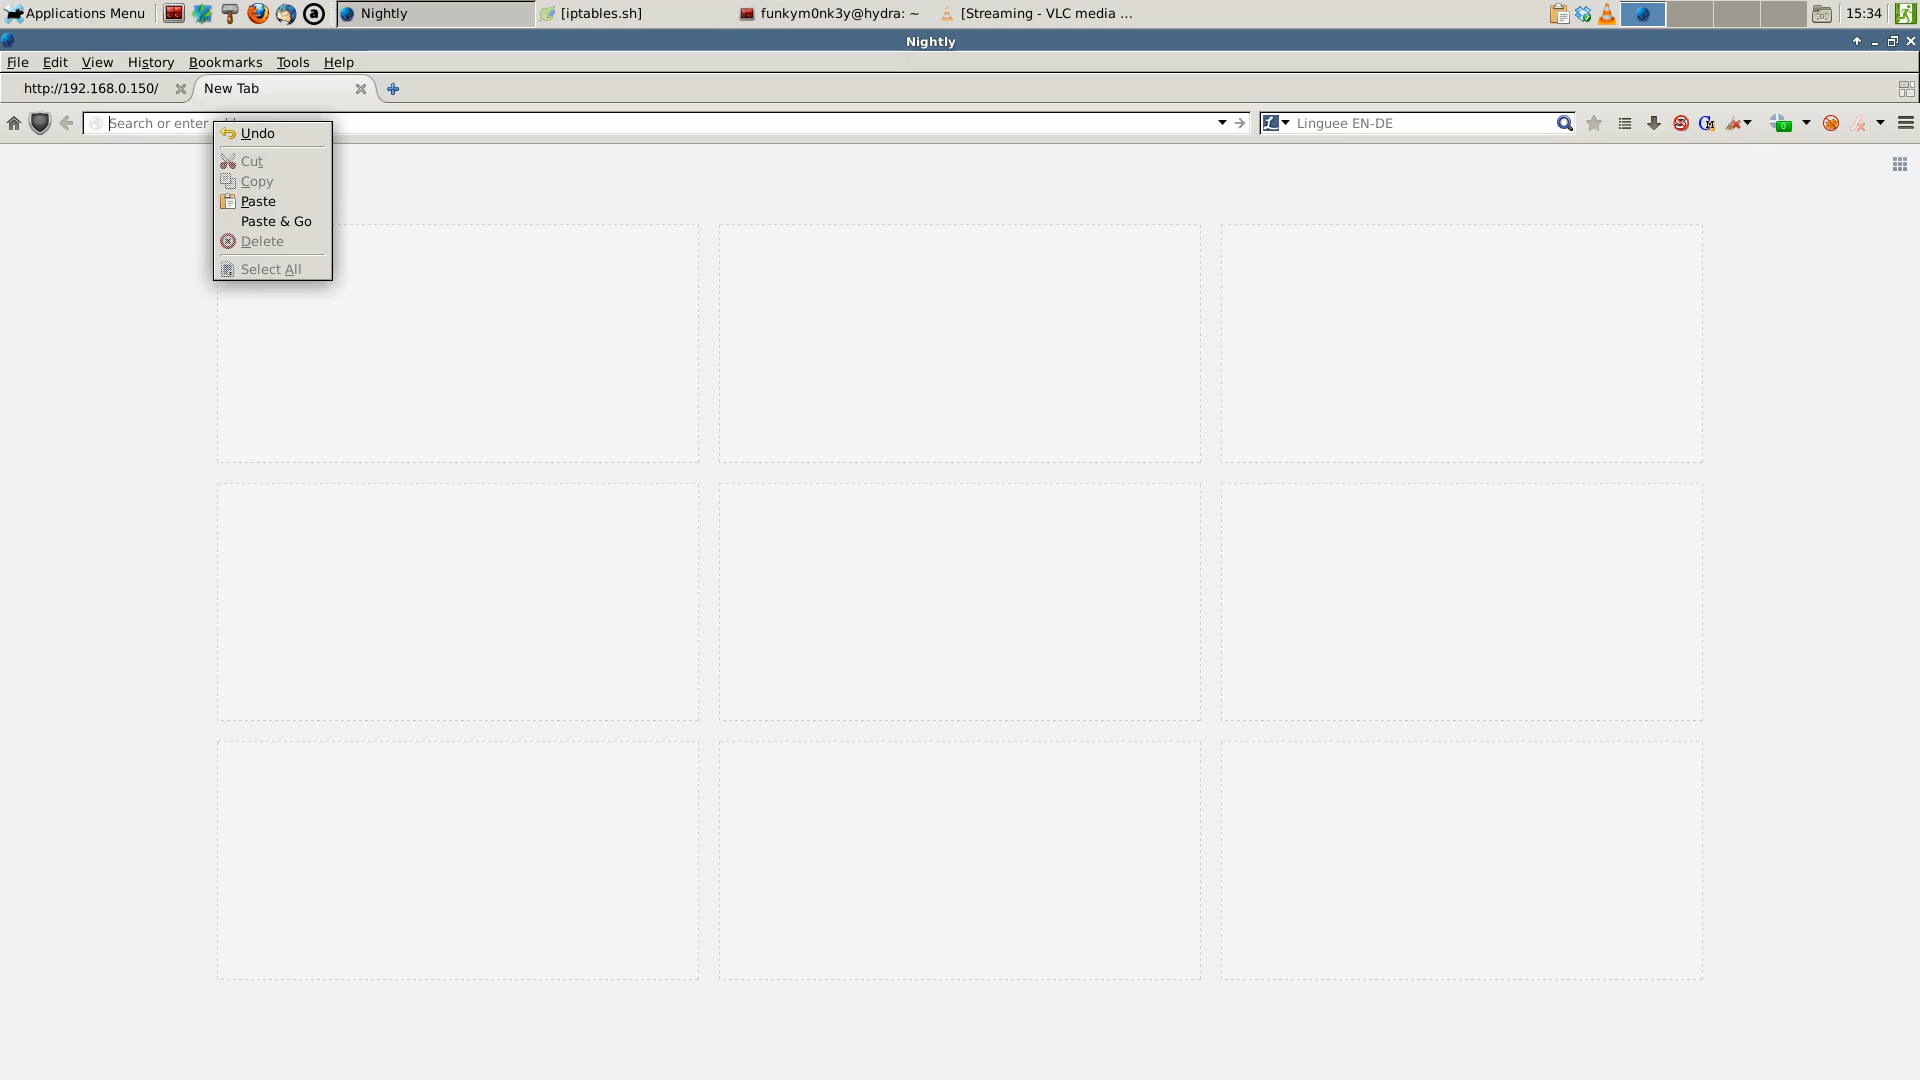 Applications Menu Nightly [iptables.sh] funkym0nk3y@hydra: ~ [Streaming - VLC media ... 15:34
Nightly
File Edit View History Bookmarks Tools Help
http://192.168.0.150/ New Tab
Search or enter Linguee EN-DE
Undo
Cut
Copy
Paste
Paste & Go
Delete
Select All